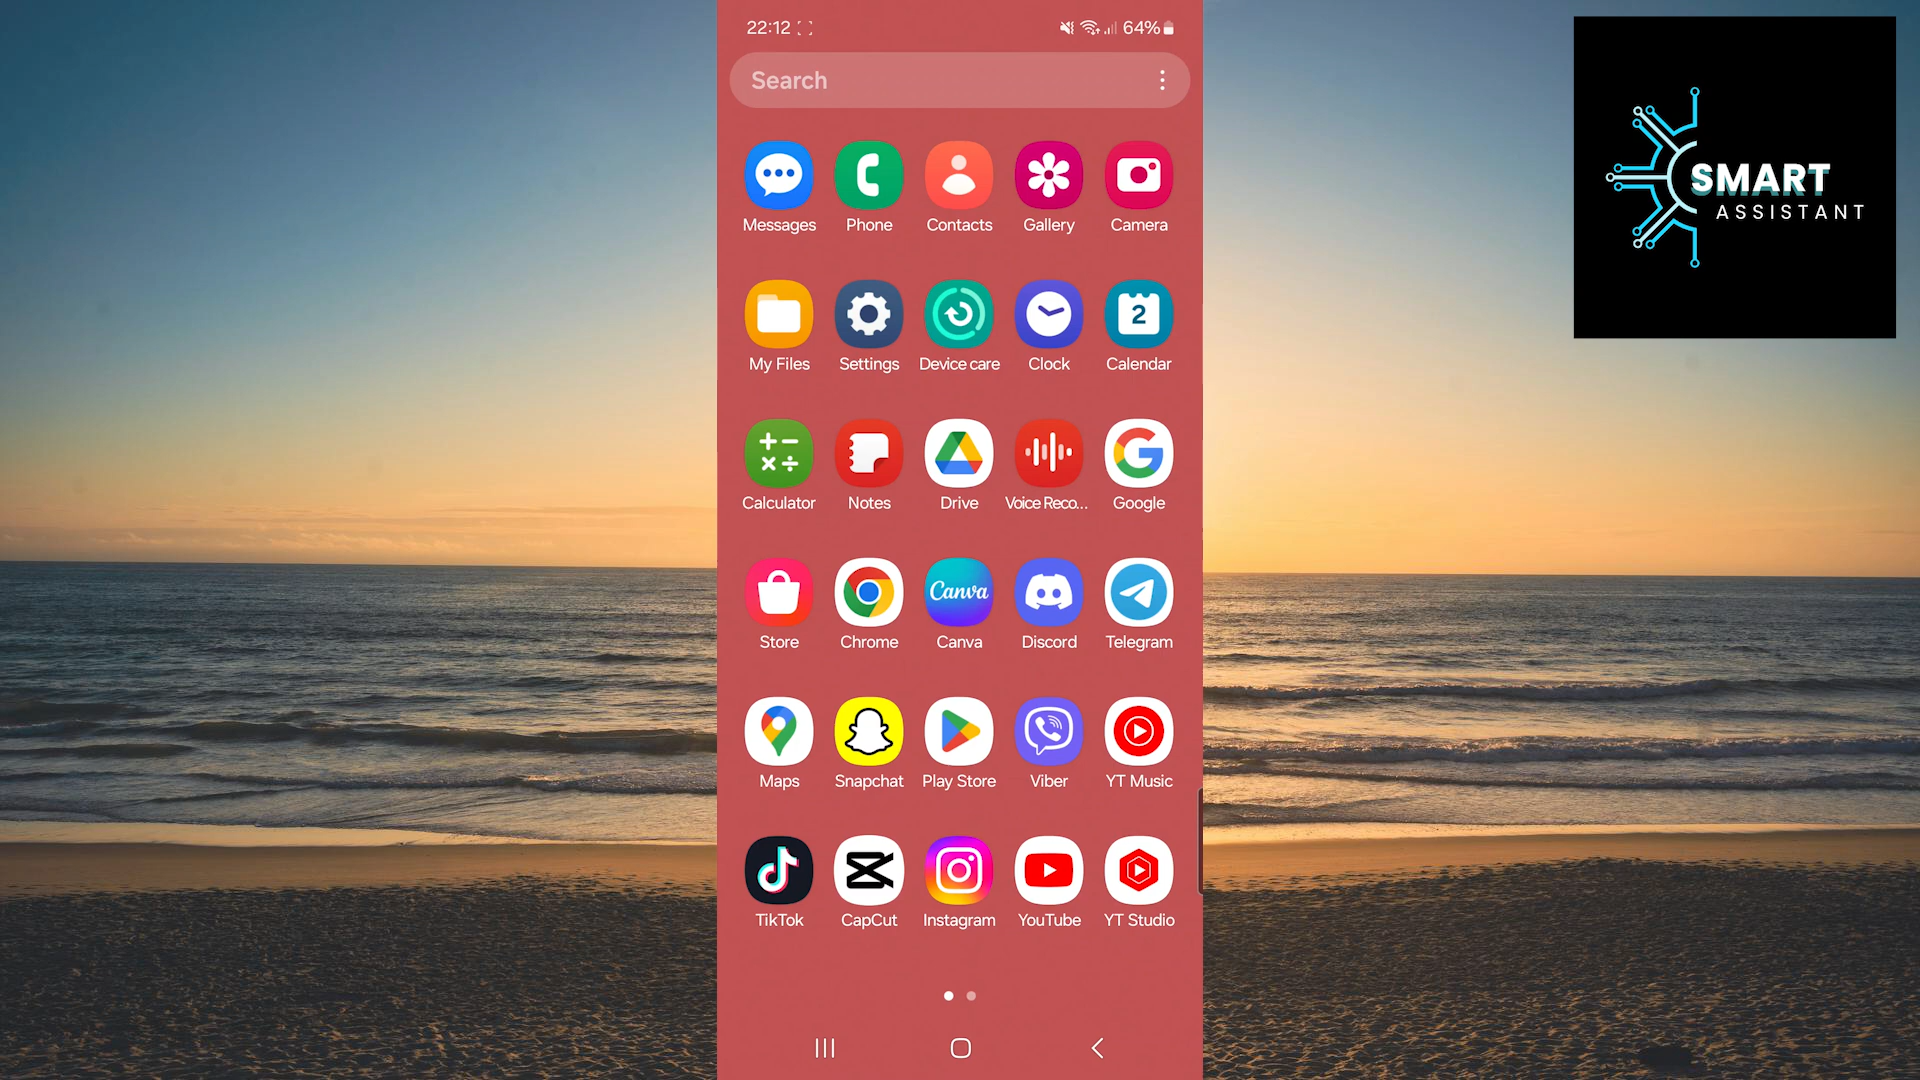 22:12
64%
Search
Messages Phone Contacts Gallery Camera
2
My Files Settings Device care Clock Calendar
Calculator Notes Drive Voice Reco... Google
Canva
Store Chrome Canva Discord Telegram
Maps Snapchat Play Store Viber YT Music
TikTok CapCut Instagram YouTube YT Studio
SMART
ASSISTANT